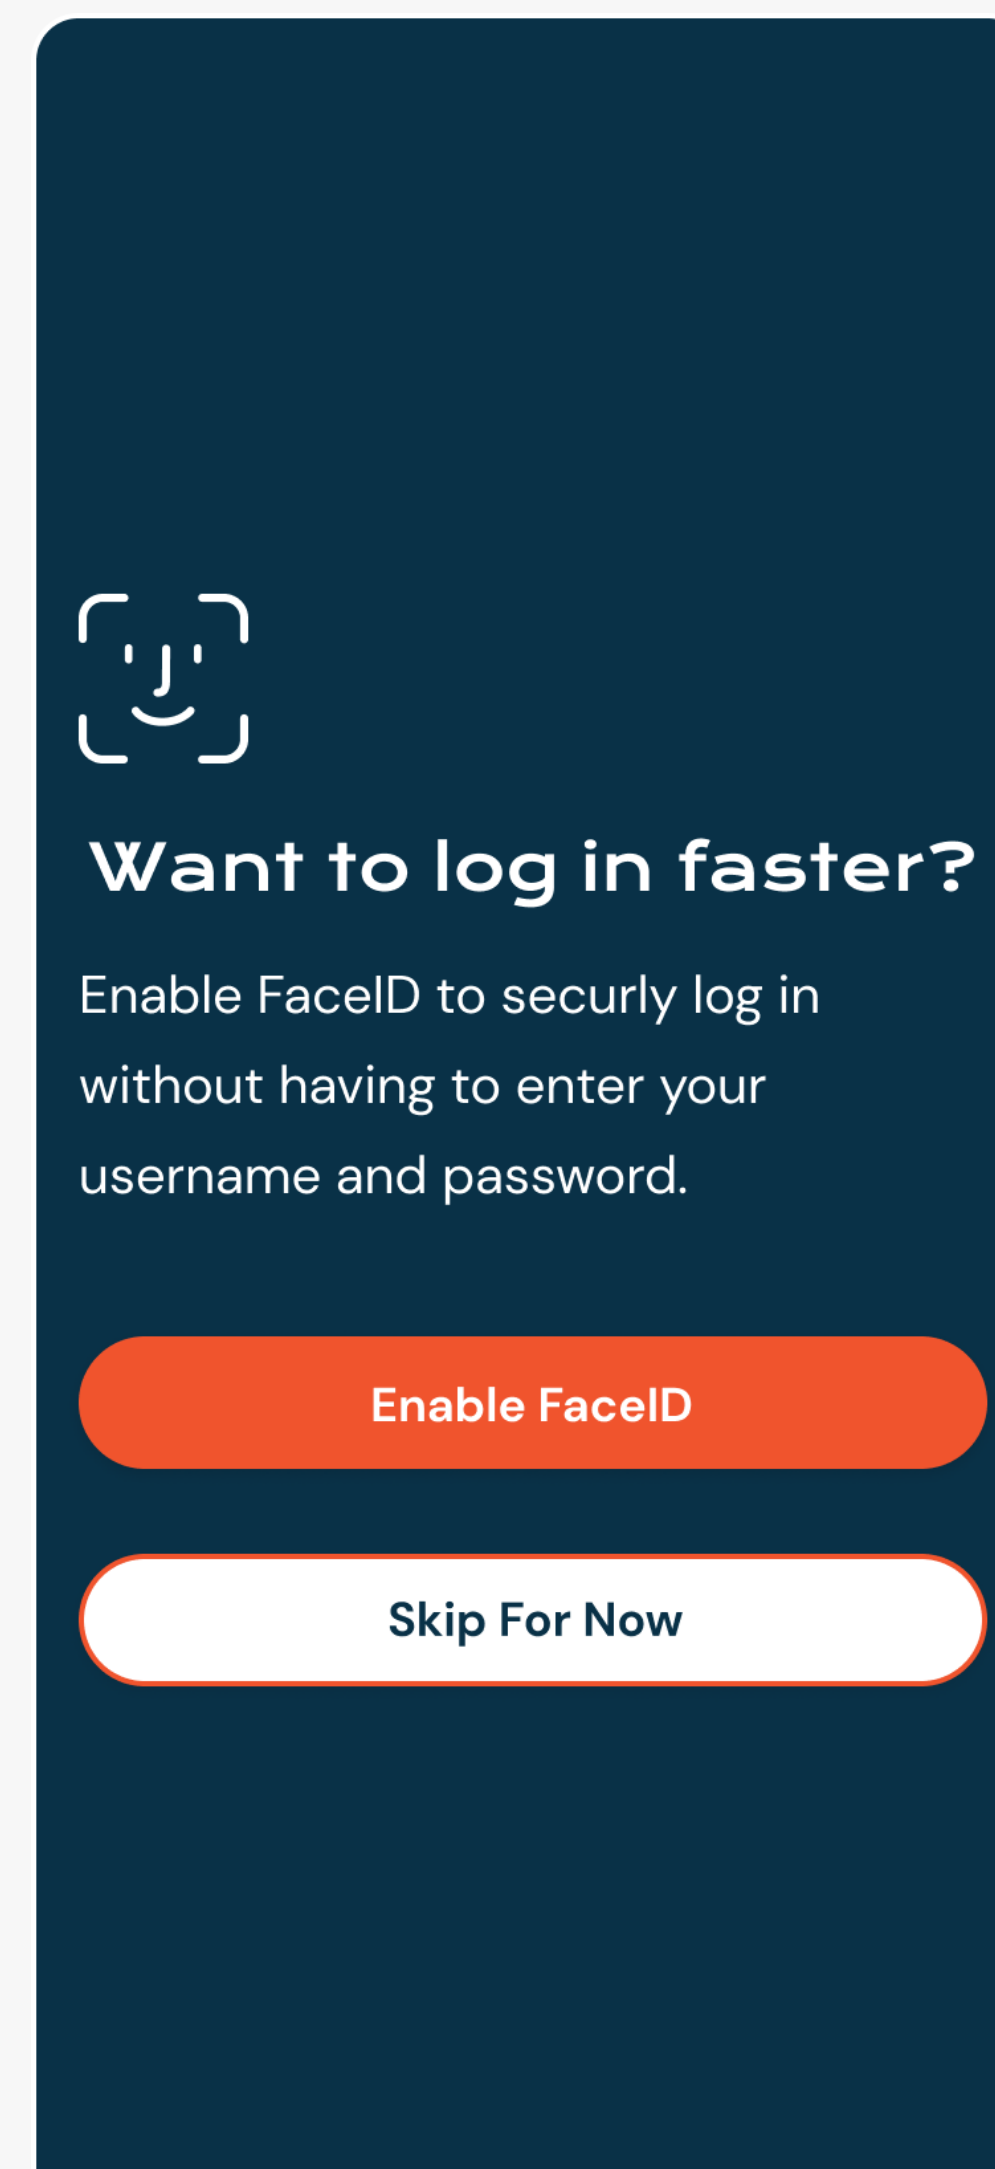 Want to log in faster?
Enable FaceID to securly log in
without having to enter your
username and password.
Enable FaceID
Skip For Now